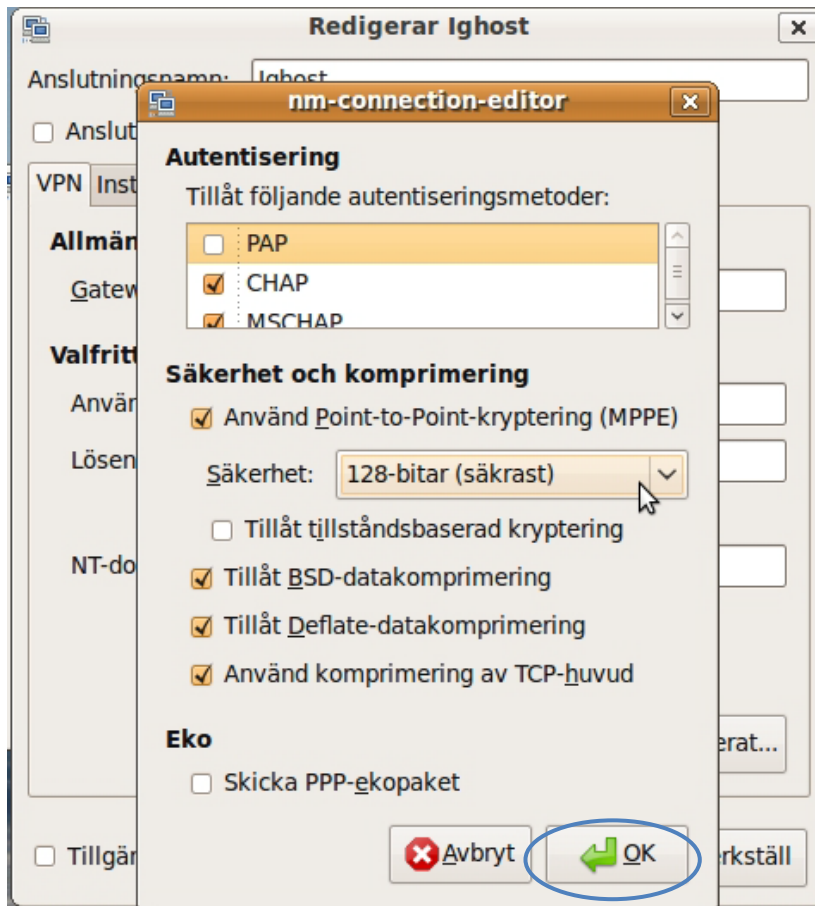 Redigerar Ighost
Anslutningsnamn: Ighost
nm-connection-editor
Anslut
Autentisering
VPN Inst
Tillåt följande autentiseringsmetoder:
Allmän
PAP
Gatew
CHAP
MSCHAP
Valfritt
Säkerhet och komprimering
Använ
Använd Point-to-Point-kryptering (MPPE)
Lösen
Säkerhet: 128-bitar (säkrast)
Tillåt tillståndsbaserad kryptering
NT-do
Tillåt BSD-datakomprimering
Tillåt Deflate-datakomprimering
Använd komprimering av TCP-huvud
Eko
erat...
Skicka PPP-ekopaket
Tillgän
Avbryt
OK
rkställ